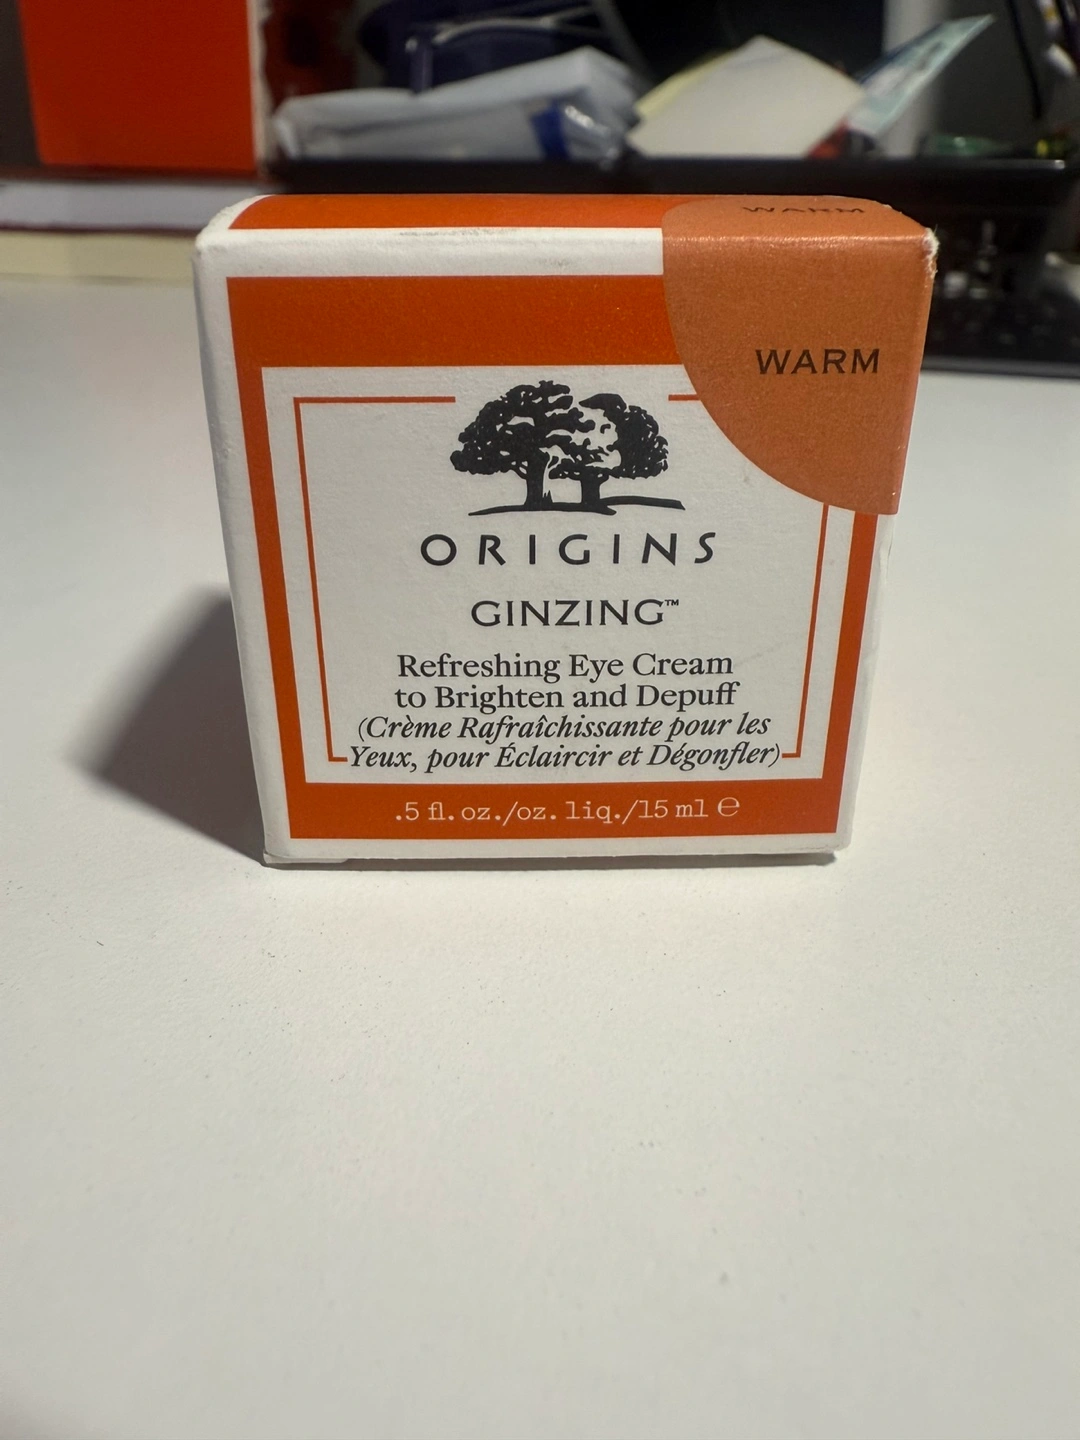 WARM
WARM
ORIGINS
GINZING™
Refreshing Eye Cream
to Brighten and Depuff
(Crème Rafraîchissante pour les
Yeux, pour Éclaircir et Dégonfler)
.5 fl. oz./oz. liq./15 ml ℮